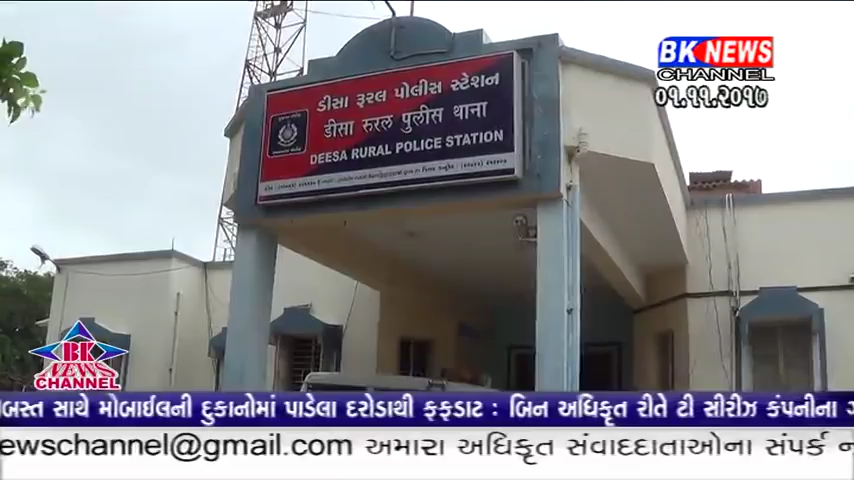 BK NEWS
CHANNEL
૦૧.૧૧.૨૦૧૭
ડીસા રૂરલ પોલીસ સ્ટેશન
डीसा रुरल पुलीस थाना
DEESA RURAL POLICE STATION
BK
NEWS
CHANNEL
બસ્ત સાથે મોબાઈલની દુકાનોમાં પાડેલા દરોડાથી ફફડાટ : બિન અધિકૃત રીતે ટી સીરીઝ કંપનીના
ewschannel@gmail.com અમારા અધિકૃત સંવાદદાતાઓના સંપર્ક